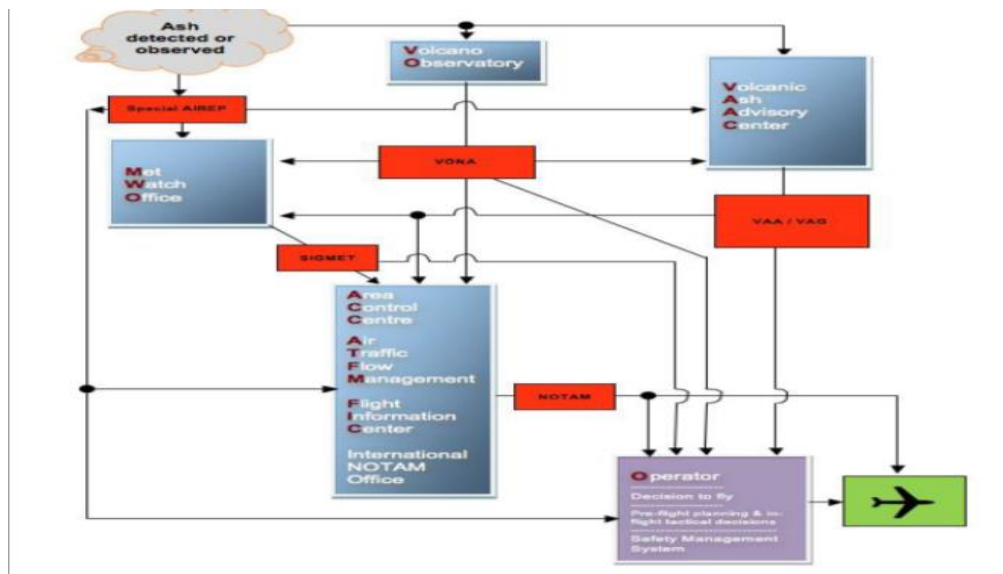 Ash
detected or
observed
Volcano
Observatory
Volcanic
Ash
Advisory
Center
Special AIREP
Met
Watch
Office
VONA
VAA / VAG
SIGMET
Area
Control
Centre
Air
Traffic
Flow
Management
Flight
Information
Center
International
NOTAM
Office
NOTAM
Operator
Decision to fly
Pre-flight planning & in-
flight tactical decisions
Safety Management
System